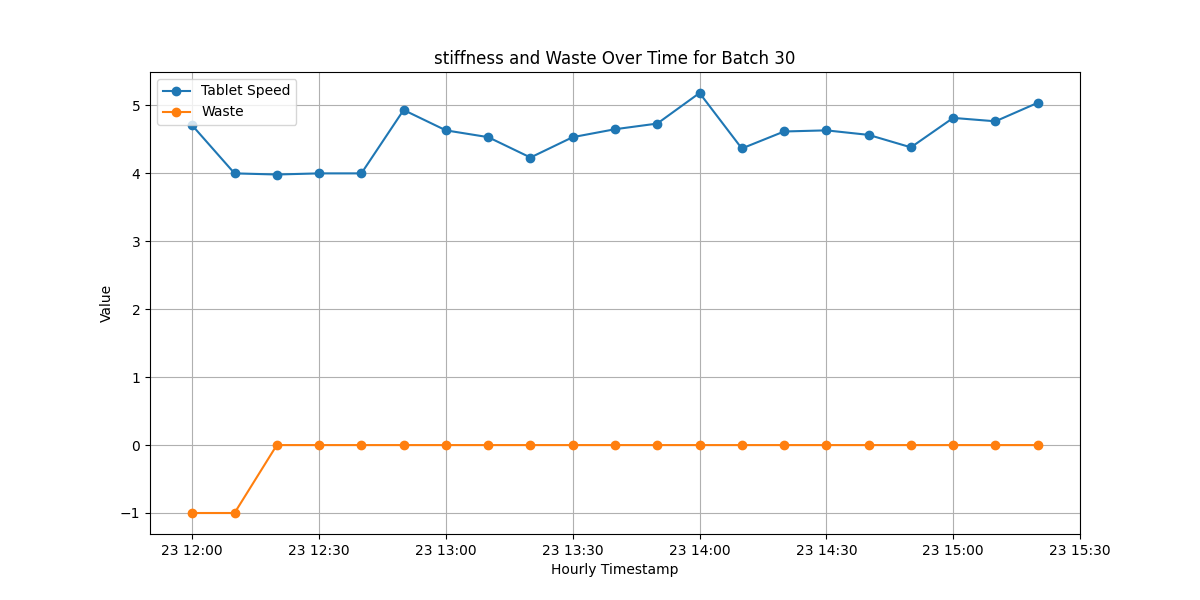 stiffness and Waste Over Time for Batch 30
Tablet Speed
Waste
5
4
3
2
1
0
−1
Value
23 12:00 23 12:30 23 13:00 23 13:30 23 14:00 23 14:30 23 15:00 23 15:30
Hourly Timestamp